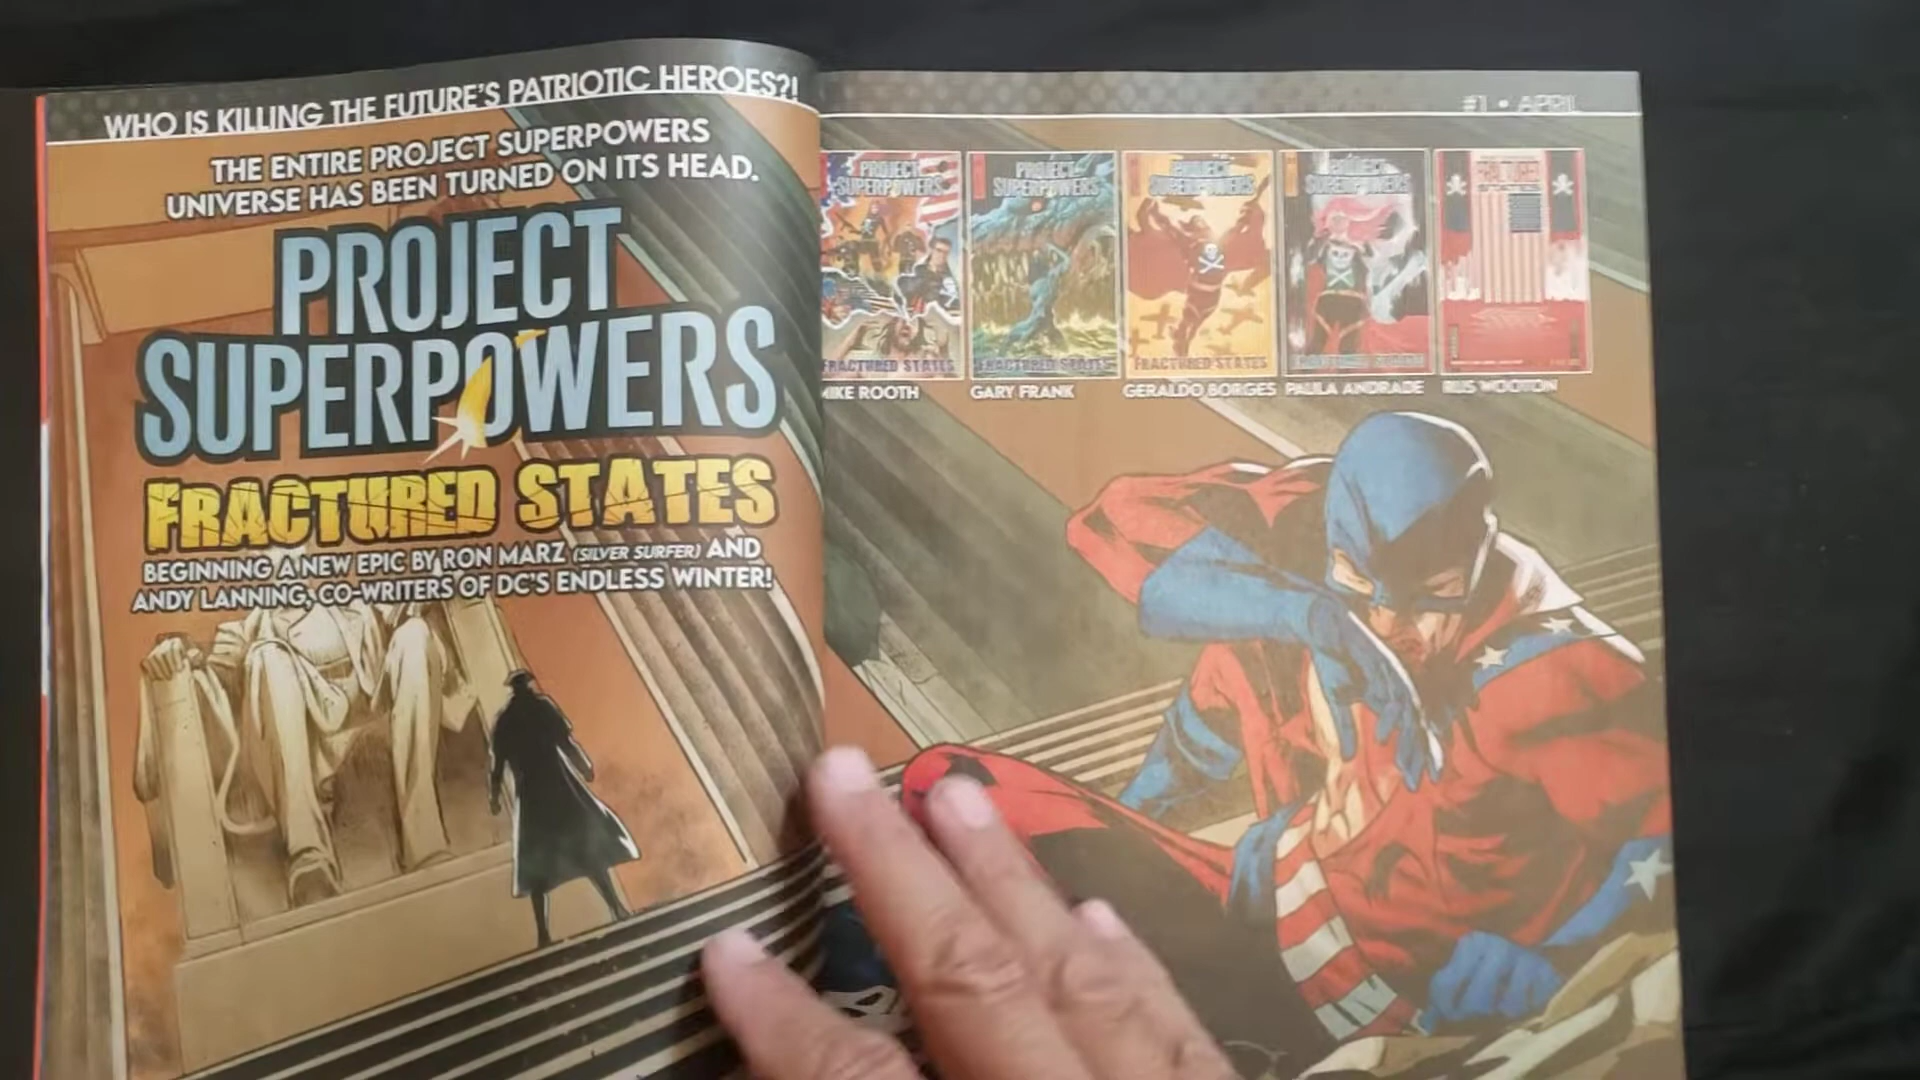 WHO IS KILLING THE FUTURE'S PATRIOTIC HEROES?!
THE ENTIRE PROJECT SUPERPOWERS
UNIVERSE HAS BEEN TURNED ON ITS HEAD.
PROJECT
SUPERPOWERS
FRACTURED STATES
BEGINNING A NEW EPIC BY RON MARZ (SILVER SURFER) AND
ANDY LANNING, CO-WRITERS OF DC'S ENDLESS WINTER!
#1 • APRIL
PROJECT
SUPERPOWERS
FRACTURED STATES
MIKE ROOTH
PROJECT
SUPERPOWERS
FRACTURED STATES
GARY FRANK
PROJECT
SUPERPOWERS
FRACTURED STATES
GERALDO BORGES
PROJECT
SUPERPOWERS
FRACTURED STATES
PAULA ANDRADE
FRACTURED
RUS WOOTON